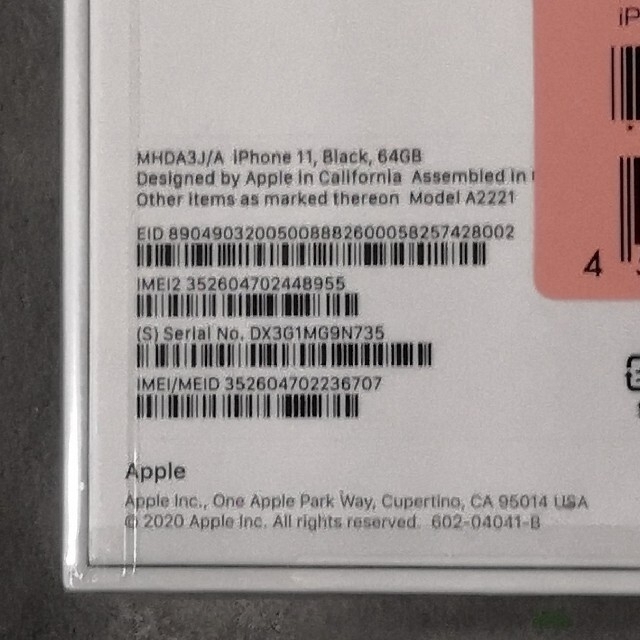 iP
MHDA3J/A iPhone 11, Black, 64GB
Designed by Apple in California Assembled in
Other items as marked thereon Model A2221
EID 89049032005008882600058257428002
IMEI2 352604702448955
(S) Serial No. DX3G1MG9N735
IMEI/MEID 352604702236707
4
Apple
Apple Inc., One Apple Park Way, Cupertino, CA 95014 USA
© 2020 Apple Inc. All rights reserved. 602-04041-B